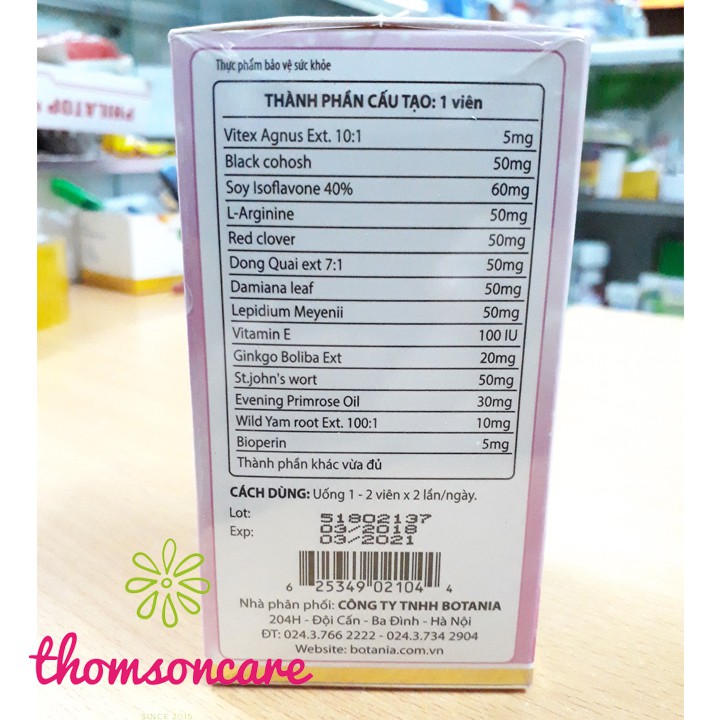 PHILATOP
Thực phẩm bảo vệ sức khỏe
THÀNH PHẦN CẤU TẠO: 1 viên
Vitex Agnus Ext. 10:1 5mg
Black cohosh 50mg
Soy Isoflavone 40% 60mg
L-Arginine 50mg
Red clover 50mg
Dong Quai ext 7:1 50mg
Damiana leaf 50mg
Lepidium Meyenii 50mg
Vitamin E 100 IU
Ginkgo Boliba Ext 20mg
St.john's wort 50mg
Evening Primrose Oil 30mg
Wild Yam root Ext. 100:1 10mg
Bioperin 5mg
Thành phần khác vừa đủ
CÁCH DÙNG: Uống 1 - 2 viên x 2 lần/ngày.
Lot: 51802137
03/2018
Exp: 03/2021
6 25349 02104 4
Nhà phân phối: CÔNG TY TNHH BOTANIA
204H - Đội Cấn - Ba Đình - Hà Nội
ĐT: 024.3.766 2222 - 024.3.734 2904
Website: botania.com.vn
thomsoncare
SINCE 2015